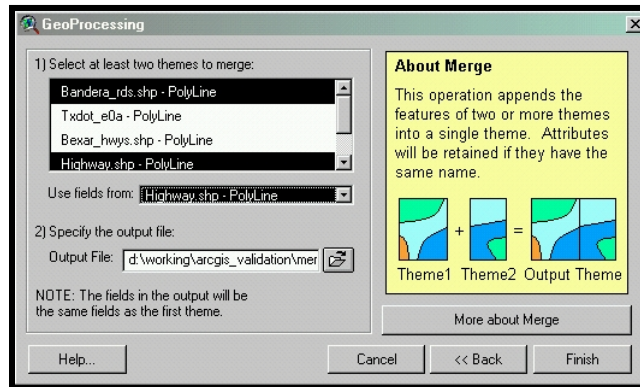 GeoProcessing
1) Select at least two themes to merge:
Bandera_rds.shp - PolyLine
Txdot_e0a - PolyLine
Bexar_hwys.shp - PolyLine
Highway.shp - PolyLine
Use fields from: Highway.shp - PolyLine
2) Specify the output file:
Output File: d:\working\arcgis_validation\mer
NOTE: The fields in the output will be
the same fields as the first theme.
About Merge
This operation appends the
features of two or more themes
into a single theme. Attributes
will be retained if they have the
same name.
+ =
Theme1 Theme2 Output Theme
More about Merge
Help... Cancel << Back Finish